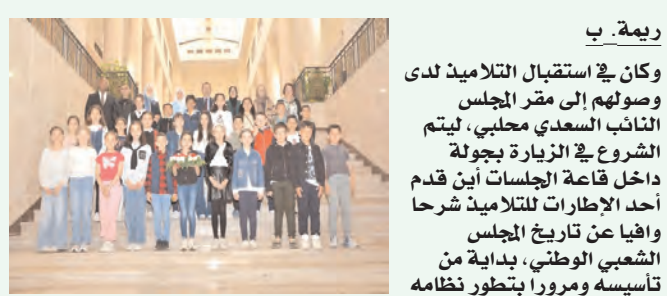 ريمة. ب
وكان في استقبال التلاميذ لدى
وصولهم إلى مقر المجلس
النائب السعدي محلبي، ليتم
الشروع في الزيارة بجولة
داخل قاعة الجلسات أين قدم
أحد الإطارات للتلاميذ شرحا
وافيا عن تاريخ المجلس
الشعبي الوطني، بداية من
تأسيسه ومرورا بتطور نظامه